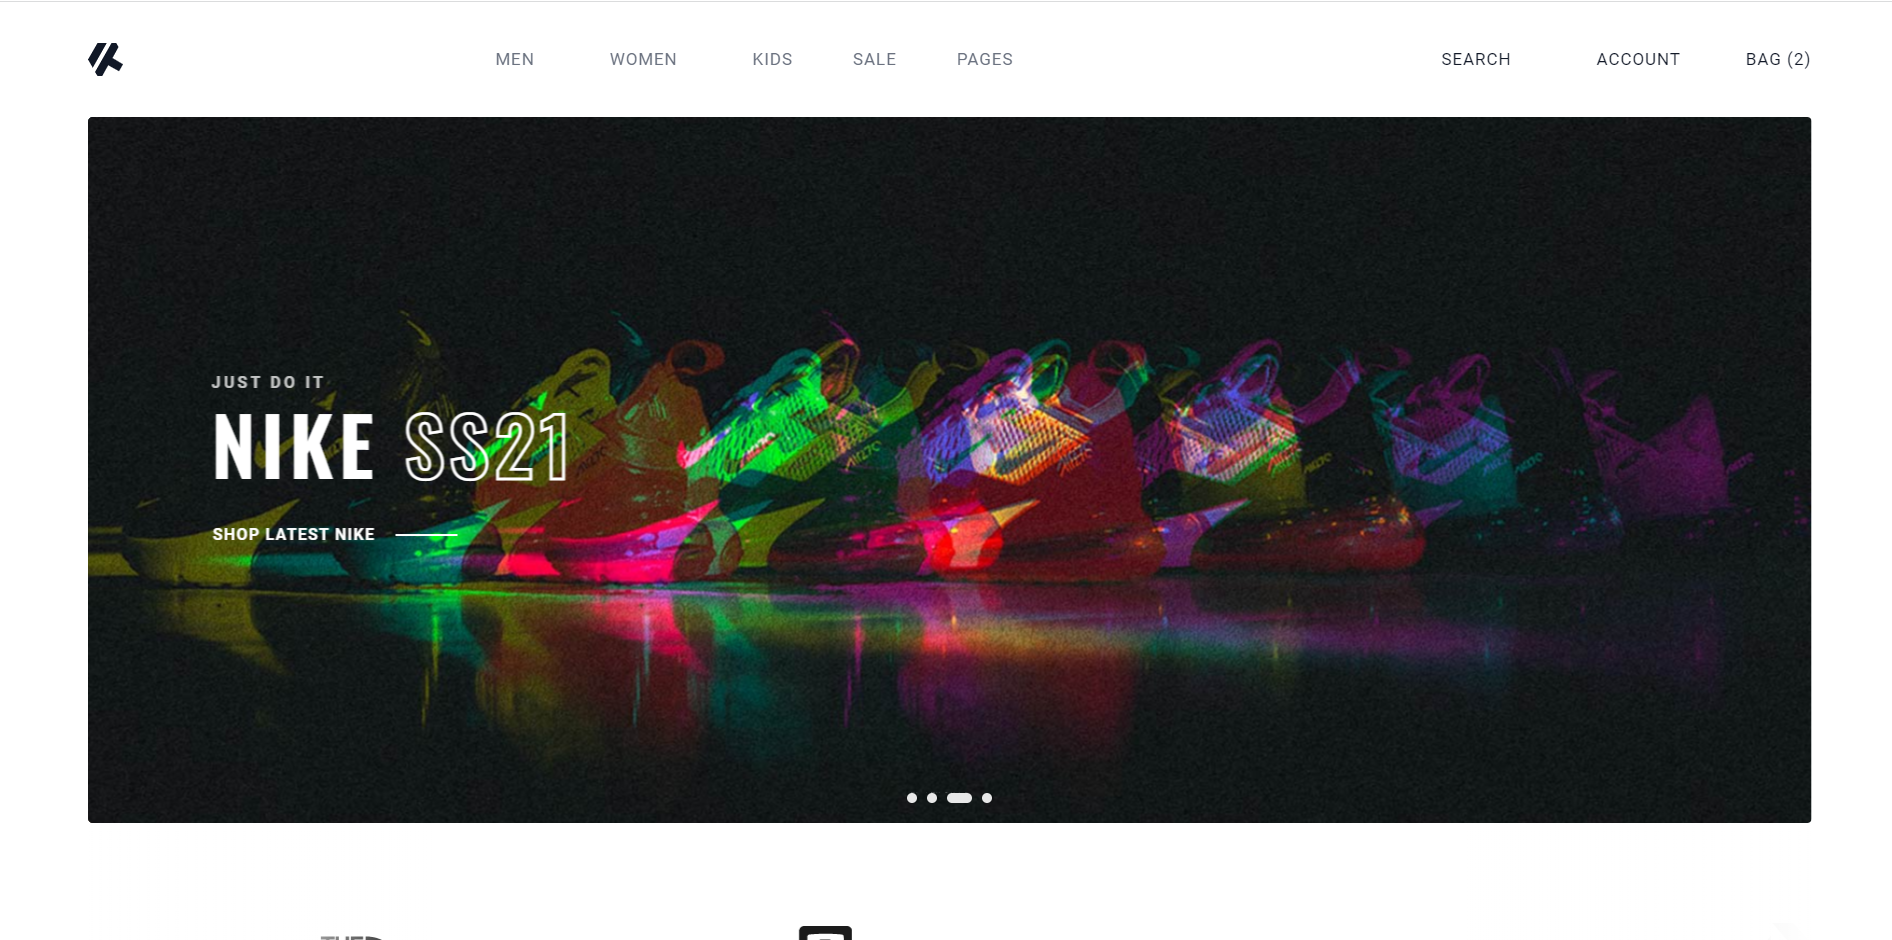 MEN WOMEN KIDS SALE PAGES SEARCH ACCOUNT BAG (2)
JUST DO IT
NIKE SS21
SHOP LATEST NIKE